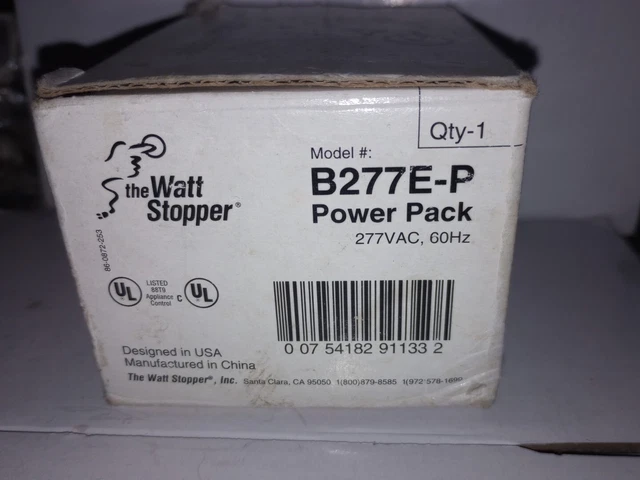 Qty-1
the Watt
Stopper®
Model #:
B277E-P
Power Pack
277VAC, 60Hz
86-0872-253
UL
LISTED
88T9
Appliance
Control
C UL
0 07 54182 91133 2
Designed in USA
Manufactured in China
The Watt Stopper®, Inc. Santa Clara, CA 95050 1(800)879-8585 1(972 578-1699